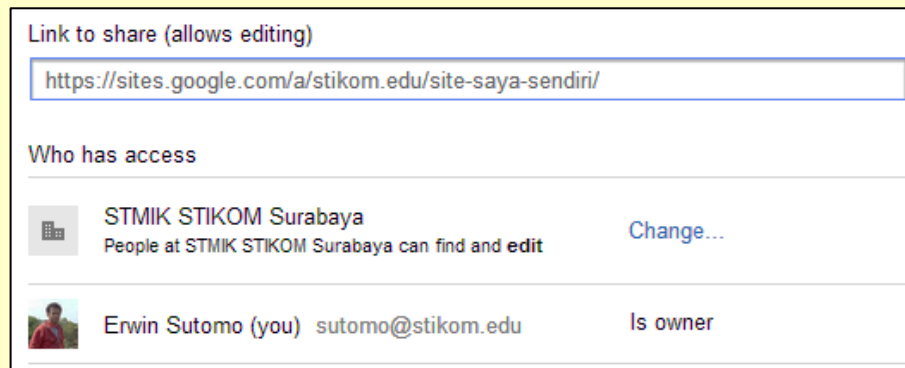 Link to share (allows editing)
https://sites.google.com/a/stikom.edu/site-saya-sendiri/
Who has access
STMIK STIKOM Surabaya
People at STMIK STIKOM Surabaya can find and edit
Change...
Erwin Sutomo (you) sutomo@stikom.edu Is owner